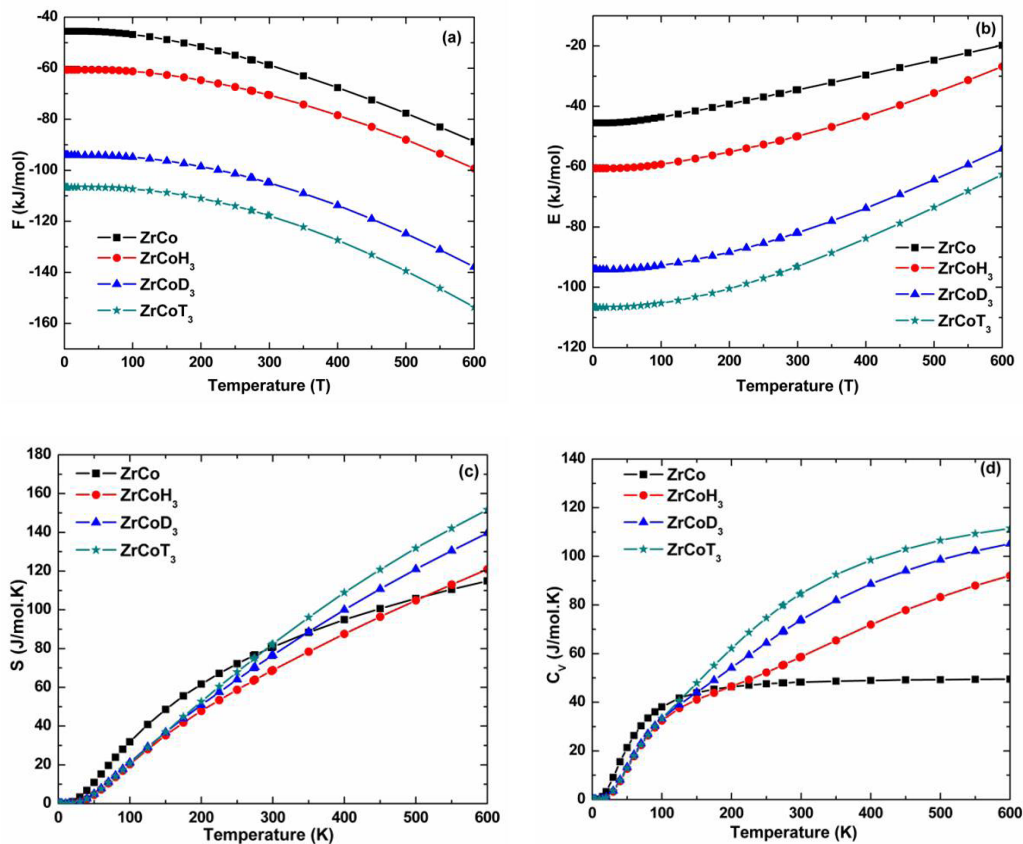 (a)
F (kJ/mol)
-40
-60
-80
-100
-120
-140
-160
ZrCo
ZrCoH3
ZrCoD3
ZrCoT3
0 100 200 300 400 500 600
Temperature (T)
(b)
E (kJ/mol)
-20
-40
-60
-80
-100
-120
ZrCo
ZrCoH3
ZrCoD3
ZrCoT3
0 100 200 300 400 500 600
Temperature (T)
(c)
S (J/mol.K)
180
160
140
120
100
80
60
40
20
0
ZrCo
ZrCoH3
ZrCoD3
ZrCoT3
0 100 200 300 400 500 600
Temperature (K)
(d)
CV (J/mol.K)
140
120
100
80
60
40
20
0
ZrCo
ZrCoH3
ZrCoD3
ZrCoT3
0 100 200 300 400 500 600
Temperature (K)